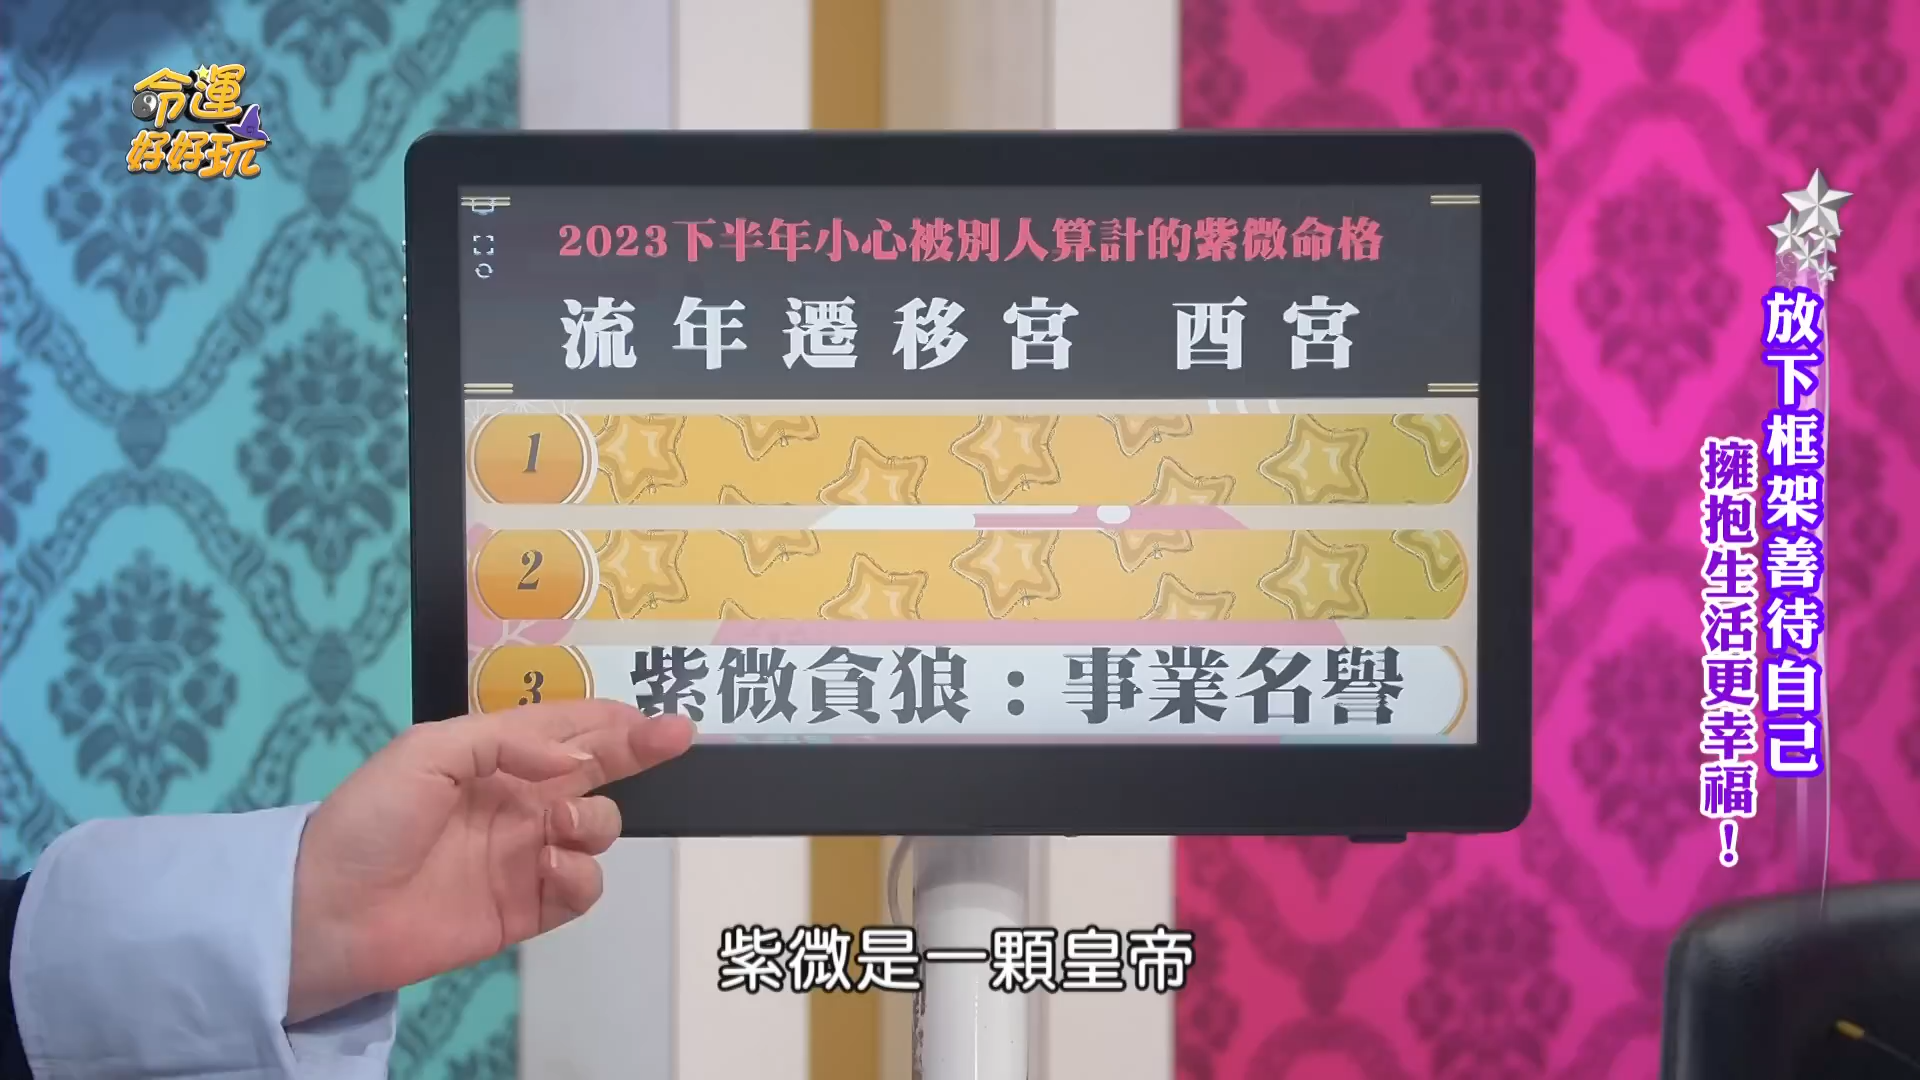 命運
好好玩
2023下半年小心被別人算計的紫微命格
流年遷移宮 酉宮
1
2
3
紫微貪狼：事業名譽
放下框架善待自己
擁抱生活更幸福！
紫微是一顆皇帝